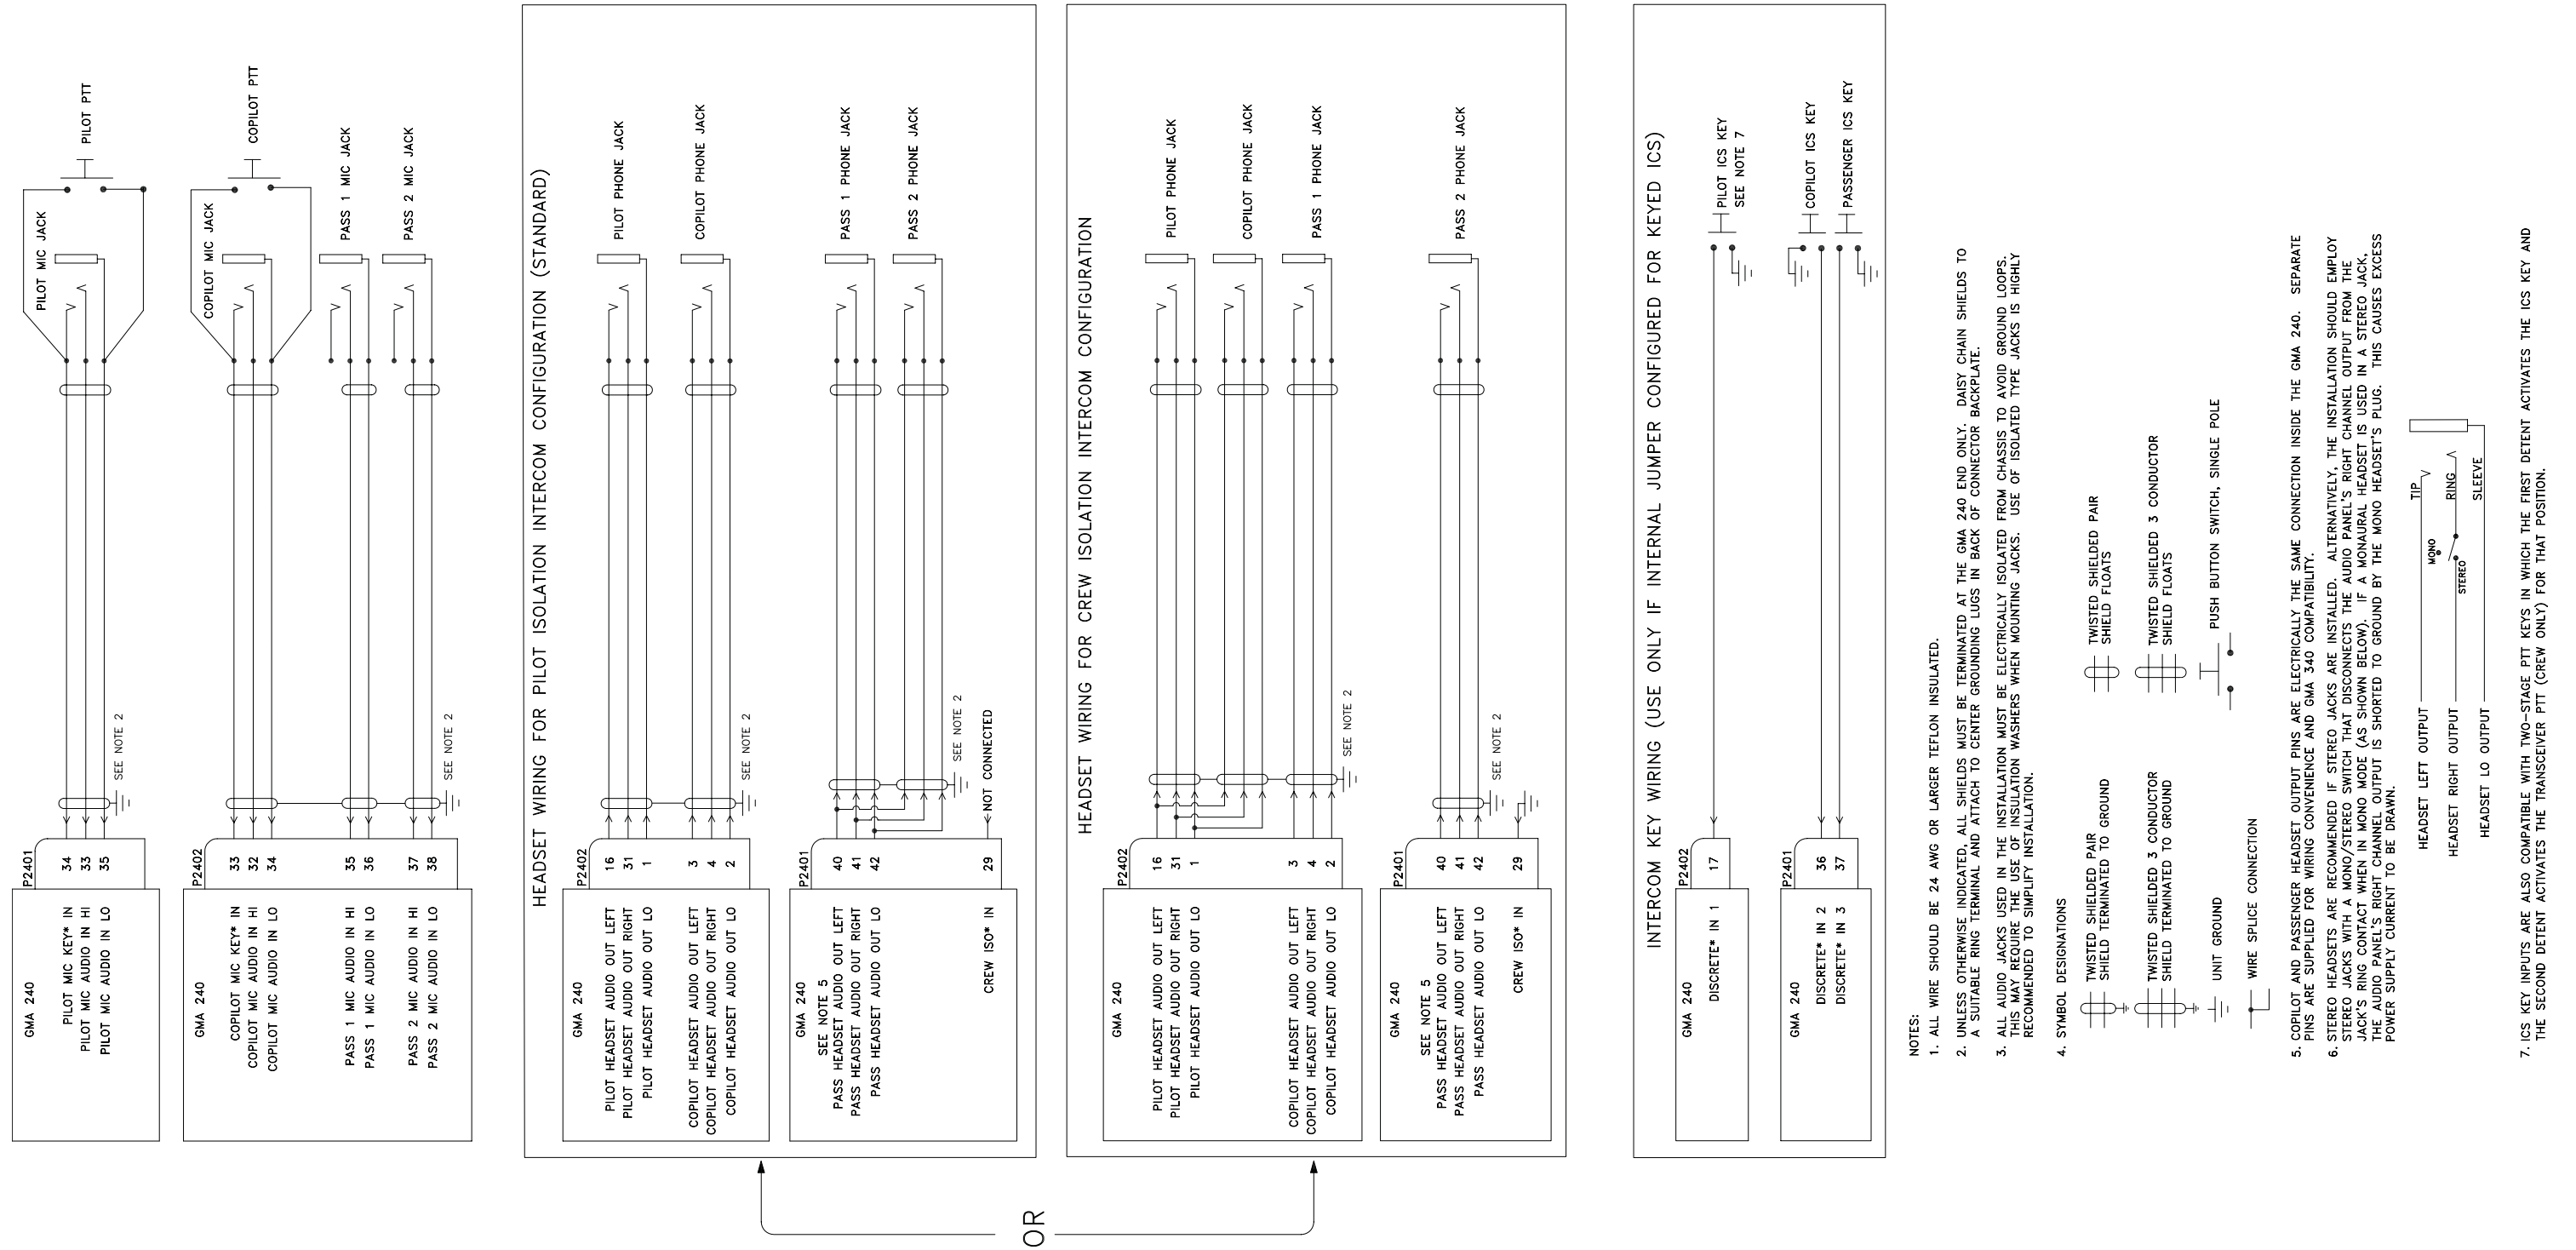 GMA 240
P2401
PILOT MIC KEY* IN 34
PILOT MIC AUDIO IN HI 33
PILOT MIC AUDIO IN LO 35
SEE NOTE 2
PILOT MIC JACK
PILOT PTT
GMA 240
P2402
COPILOT MIC KEY* IN 33
COPILOT MIC AUDIO IN HI 32
COPILOT MIC AUDIO IN LO 34
PASS 1 MIC AUDIO IN HI 35
PASS 1 MIC AUDIO IN LO 36
PASS 2 MIC AUDIO IN HI 37
PASS 2 MIC AUDIO IN LO 38
SEE NOTE 2
COPILOT MIC JACK
COPILOT PTT
PASS 1 MIC JACK
PASS 2 MIC JACK
HEADSET WIRING FOR PILOT ISOLATION INTERCOM CONFIGURATION (STANDARD)
GMA 240
P2402
PILOT HEADSET AUDIO OUT LEFT 16
PILOT HEADSET AUDIO OUT RIGHT 31
PILOT HEADSET AUDIO OUT LO 1
COPILOT HEADSET AUDIO OUT LEFT 3
COPILOT HEADSET AUDIO OUT RIGHT 4
COPILOT HEADSET AUDIO OUT LO 2
SEE NOTE 2
PILOT PHONE JACK
COPILOT PHONE JACK
GMA 240
SEE NOTE 5
P2401
PASS HEADSET AUDIO OUT LEFT 40
PASS HEADSET AUDIO OUT RIGHT 41
PASS HEADSET AUDIO OUT LO 42
SEE NOTE 2
CREW ISO* IN 29
NOT CONNECTED
PASS 1 PHONE JACK
PASS 2 PHONE JACK
OR
HEADSET WIRING FOR CREW ISOLATION INTERCOM CONFIGURATION
GMA 240
P2402
PILOT HEADSET AUDIO OUT LEFT 16
PILOT HEADSET AUDIO OUT RIGHT 31
PILOT HEADSET AUDIO OUT LO 1
COPILOT HEADSET AUDIO OUT LEFT 3
COPILOT HEADSET AUDIO OUT RIGHT 4
COPILOT HEADSET AUDIO OUT LO 2
SEE NOTE 2
PILOT PHONE JACK
COPILOT PHONE JACK
PASS 1 PHONE JACK
GMA 240
SEE NOTE 5
P2401
PASS HEADSET AUDIO OUT LEFT 40
PASS HEADSET AUDIO OUT RIGHT 41
PASS HEADSET AUDIO OUT LO 42
SEE NOTE 2
CREW ISO* IN 29
PASS 2 PHONE JACK
INTERCOM KEY WIRING (USE ONLY IF INTERNAL JUMPER CONFIGURED FOR KEYED ICS)
GMA 240
P2402
DISCRETE* IN 1 17
PILOT ICS KEY
SEE NOTE 7
GMA 240
P2401
DISCRETE* IN 2 36
DISCRETE* IN 3 37
COPILOT ICS KEY
PASSENGER ICS KEY
NOTES:
1. ALL WIRE SHOULD BE 24 AWG OR LARGER TEFLON INSULATED.
2. UNLESS OTHERWISE INDICATED, ALL SHIELDS MUST BE TERMINATED AT THE GMA 240 END ONLY. DAISY CHAIN SHIELDS TO
A SUITABLE RING TERMINAL AND ATTACH TO CENTER GROUNDING LUGS IN BACK OF CONNECTOR BACKPLATE.
3. ALL AUDIO JACKS USED IN THE INSTALLATION MUST BE ELECTRICALLY ISOLATED FROM CHASSIS TO AVOID GROUND LOOPS.
THIS MAY REQUIRE THE USE OF INSULATION WASHERS WHEN MOUNTING JACKS. USE OF ISOLATED TYPE JACKS IS HIGHLY
RECOMMENDED TO SIMPLIFY INSTALLATION.
4. SYMBOL DESIGNATIONS
TWISTED SHIELDED PAIR
SHIELD TERMINATED TO GROUND
TWISTED SHIELDED PAIR
SHIELD FLOATS
TWISTED SHIELDED 3 CONDUCTOR
SHIELD TERMINATED TO GROUND
TWISTED SHIELDED 3 CONDUCTOR
SHIELD FLOATS
UNIT GROUND
PUSH BUTTON SWITCH, SINGLE POLE
WIRE SPLICE CONNECTION
5. COPILOT AND PASSENGER HEADSET OUTPUT PINS ARE ELECTRICALLY THE SAME CONNECTION INSIDE THE GMA 240. SEPARATE
PINS ARE SUPPLIED FOR WIRING CONVENIENCE AND GMA 340 COMPATIBILITY.
6. STEREO HEADSETS ARE RECOMMENDED IF STEREO JACKS ARE INSTALLED. ALTERNATIVELY, THE INSTALLATION SHOULD EMPLOY
STEREO JACKS WITH A MONO/STEREO SWITCH THAT DISCONNECTS THE AUDIO PANEL'S RIGHT CHANNEL OUTPUT FROM THE
JACK'S RING CONTACT WHEN IN MONO MODE (AS SHOWN BELOW). IF A MONAURAL HEADSET IS USED IN A STEREO JACK,
THE AUDIO PANEL'S RIGHT CHANNEL OUTPUT IS SHORTED TO GROUND BY THE MONO HEADSET'S PLUG. THIS CAUSES EXCESS
POWER SUPPLY CURRENT TO BE DRAWN.
HEADSET LEFT OUTPUT
TIP
MONO
HEADSET RIGHT OUTPUT
RING
STEREO
SLEEVE
HEADSET LO OUTPUT
7. ICS KEY INPUTS ARE ALSO COMPATIBLE WITH TWO-STAGE PTT KEYS IN WHICH THE FIRST DETENT ACTIVATES THE ICS KEY AND
THE SECOND DETENT ACTIVATES THE TRANSCEIVER PTT (CREW ONLY) FOR THAT POSITION.